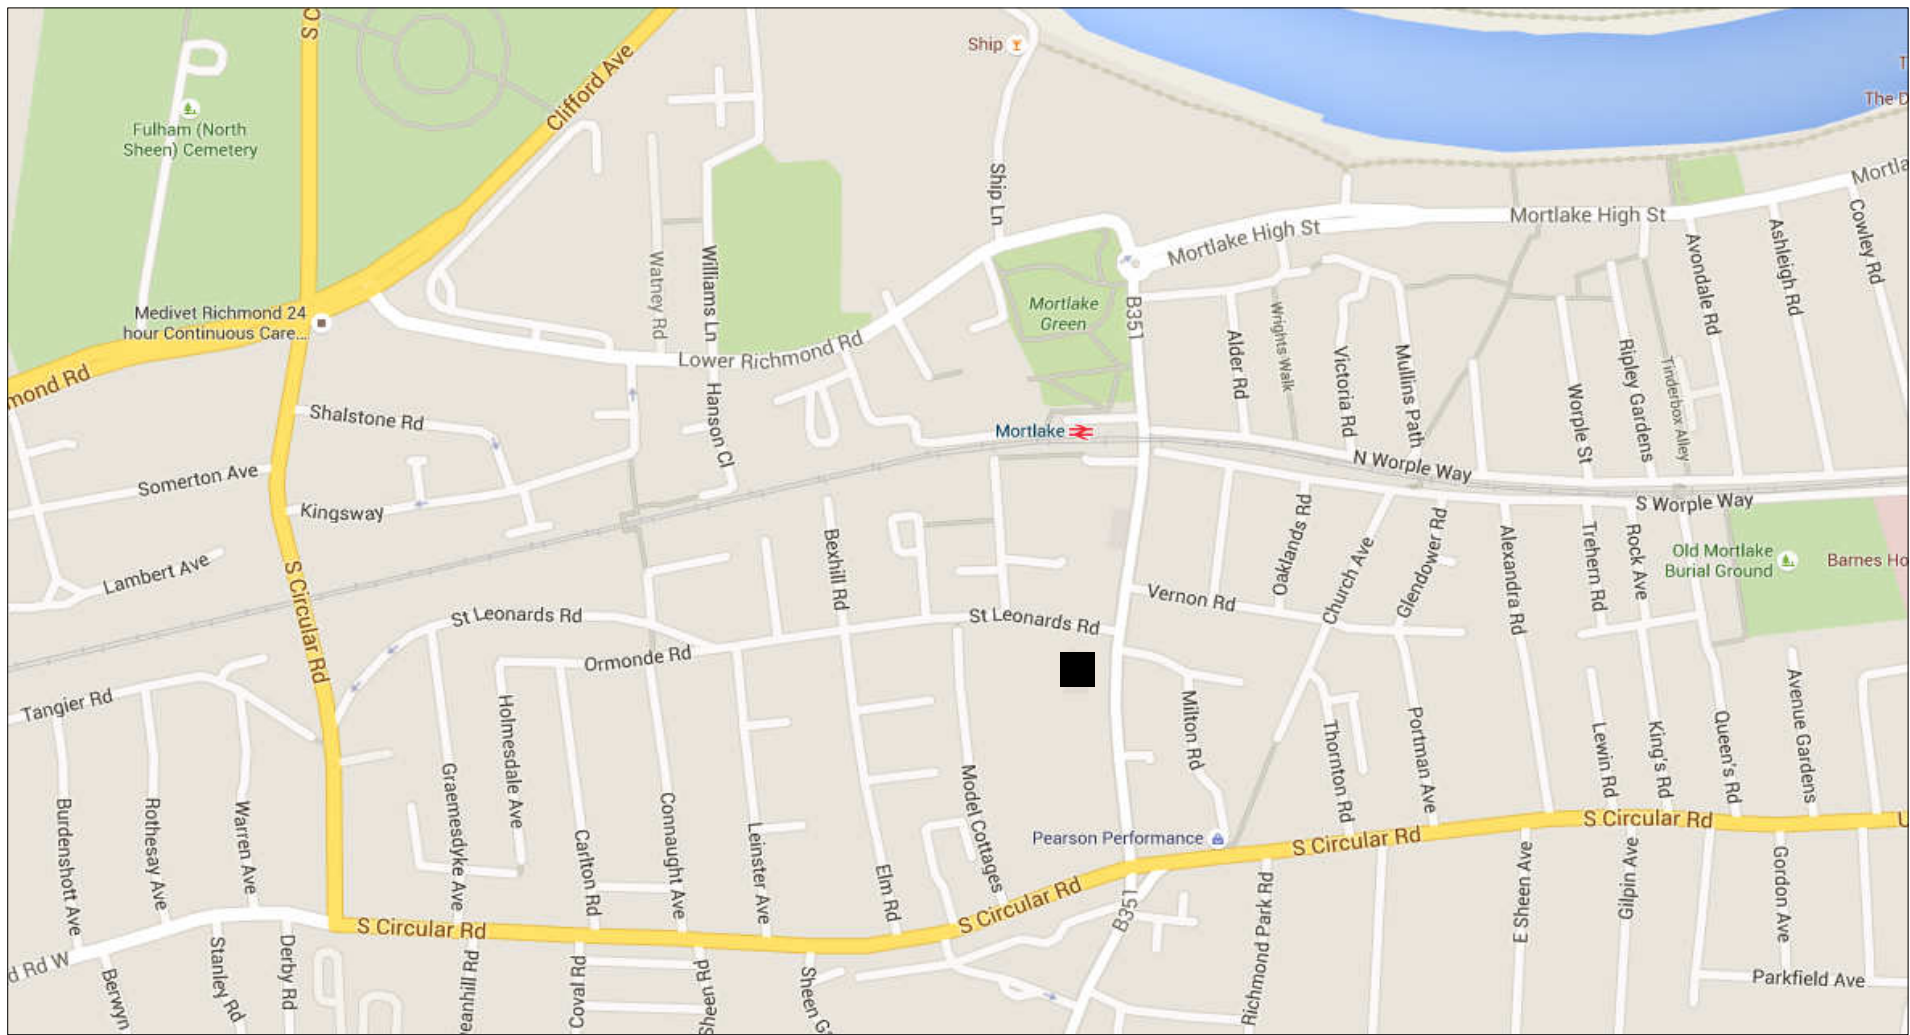 S C
Clifford Ave
Ship
Fulham (North
Sheen) Cemetery
The D
Mortla
Ship Ln
Mortlake High St
Mortlake High St
Cowley Rd
Ashleigh Rd
Avondale Rd
Watney Rd
Williams Ln
Medivet Richmond 24
hour Continuous Care...
Mortlake
Green
B351
Wrights Walk
Alder Rd
Victoria Rd
Mullins Path
Worple St
Ripley Gardens
Tinderbox Alley
Lower Richmond Rd
mond Rd
Shalstone Rd
Hanson Cl
Mortlake
N Worple Way
S Worple Way
Somerton Ave
Kingsway
Lambert Ave
S Circular Rd
Bexhill Rd
Oaklands Rd
Church Ave
Glendower Rd
Alexandra Rd
Trehern Rd
Rock Ave
Old Mortlake
Burial Ground
Barnes Ho
Vernon Rd
St Leonards Rd
St Leonards Rd
Ormonde Rd
Tangier Rd
Holmesdale Ave
Milton Rd
Thornton Rd
Portman Ave
Lewin Rd
King's Rd
Queen's Rd
Avenue Gardens
Burdenshott Ave
Rothesay Ave
Warren Ave
Graemesdyke Ave
Carlton Rd
Connaught Ave
Leinster Ave
Elm Rd
Model Cottages
Pearson Performance
S Circular Rd
S Circular Rd
U
S Circular Rd
S Circular Rd
B351
Richmond Park Rd
E Sheen Ave
Gilpin Ave
Gordon Ave
Parkfield Ave
d Rd W
Berwyn
Stanley Rd
Derby Rd
eanhill Rd
Coval Rd
Sheen Rd
Sheen Ga